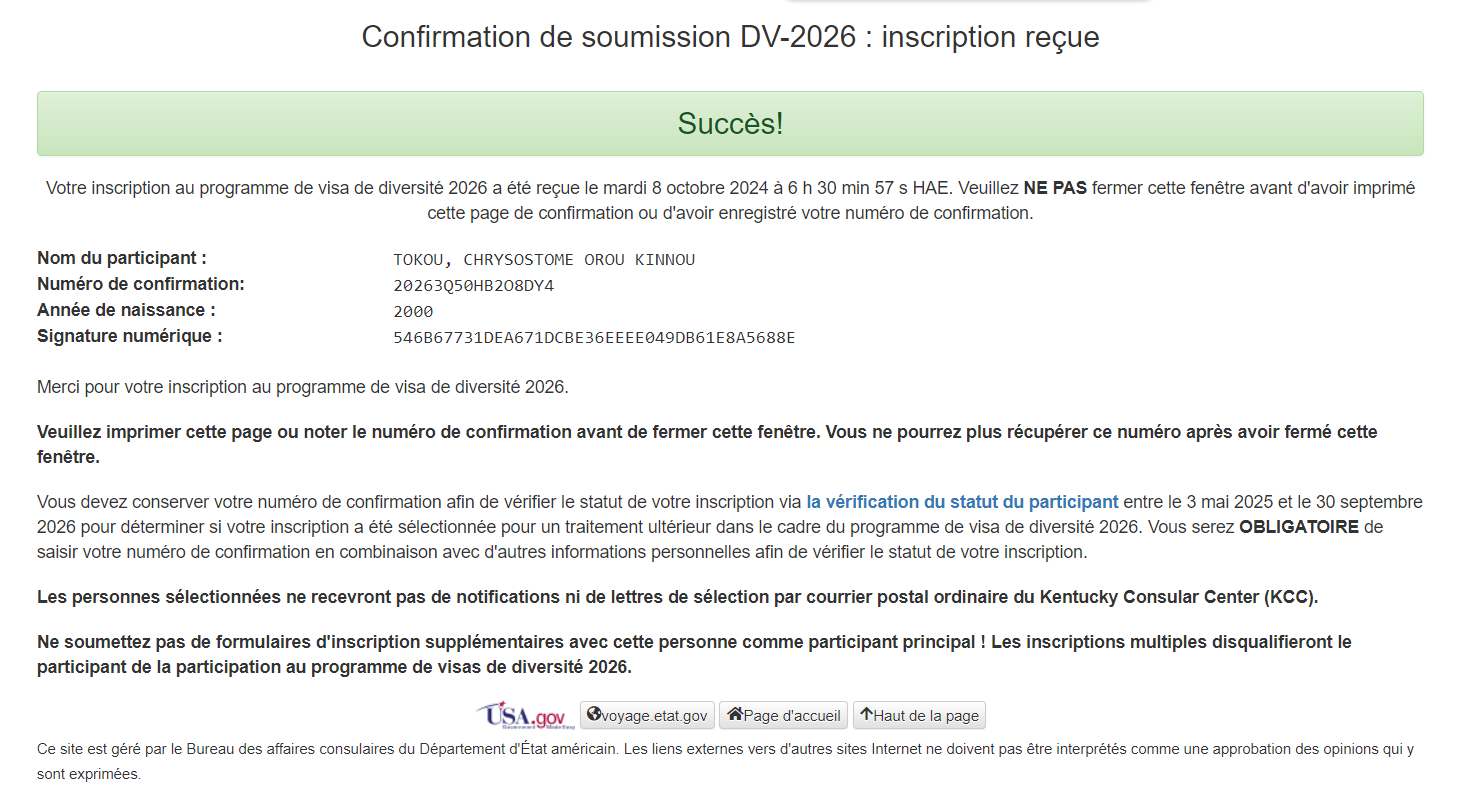 Confirmation de soumission DV-2026 : inscription reçue
Succès!
Votre inscription au programme de visa de diversité 2026 a été reçue le mardi 8 octobre 2024 à 6 h 30 min 57 s HAE. Veuillez NE PAS fermer cette fenêtre avant d'avoir imprimé
cette page de confirmation ou d'avoir enregistré votre numéro de confirmation.
Nom du participant : TOKOU, CHRYSOSTOME OROU KINNOU
Numéro de confirmation: 20263Q50HB2O8DY4
Année de naissance : 2000
Signature numérique : 546B67731DEA671DCBE36EEEE049DB61E8A5688E
Merci pour votre inscription au programme de visa de diversité 2026.
Veuillez imprimer cette page ou noter le numéro de confirmation avant de fermer cette fenêtre. Vous ne pourrez plus récupérer ce numéro après avoir fermé cette
fenêtre.
Vous devez conserver votre numéro de confirmation afin de vérifier le statut de votre inscription via la vérification du statut du participant entre le 3 mai 2025 et le 30 septembre
2026 pour déterminer si votre inscription a été sélectionnée pour un traitement ultérieur dans le cadre du programme de visa de diversité 2026. Vous serez OBLIGATOIRE de
saisir votre numéro de confirmation en combinaison avec d'autres informations personnelles afin de vérifier le statut de votre inscription.
Les personnes sélectionnées ne recevront pas de notifications ni de lettres de sélection par courrier postal ordinaire du Kentucky Consular Center (KCC).
Ne soumettez pas de formulaires d'inscription supplémentaires avec cette personne comme participant principal ! Les inscriptions multiples disqualifieront le
participant de la participation au programme de visas de diversité 2026.
USA.gov voyage.etat.gov Page d'accueil Haut de la page
Ce site est géré par le Bureau des affaires consulaires du Département d'État américain. Les liens externes vers d'autres sites Internet ne doivent pas être interprétés comme une approbation des opinions qui y
sont exprimées.